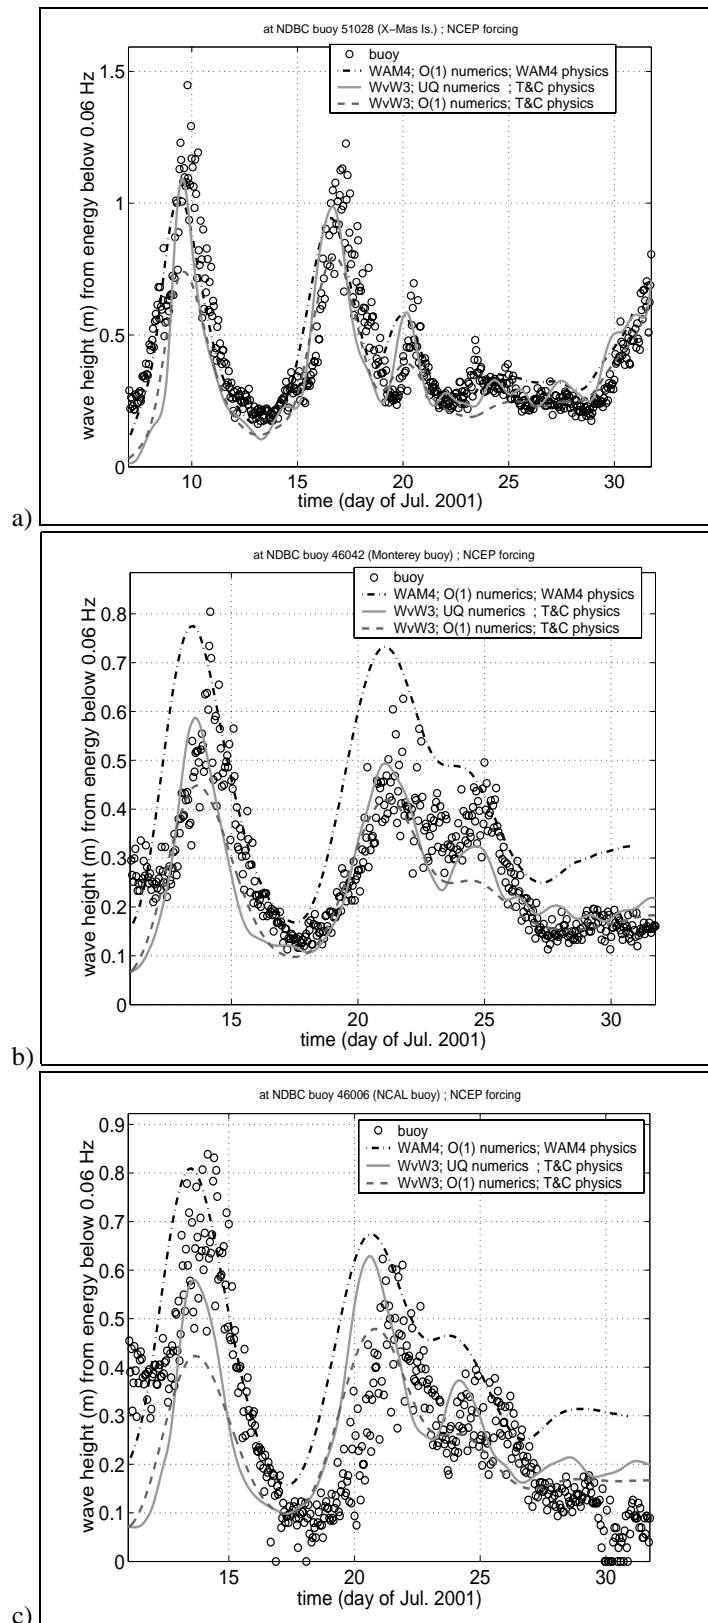 at NDBC buoy 51028 (X−Mas Is.) ; NCEP forcing
buoy
WAM4; O(1) numerics; WAM4 physics
WvW3; UQ numerics  ; T&C physics
WvW3; O(1) numerics; T&C physics
wave height (m) from energy below 0.06 Hz
1.5
1
0.5
0
10 15 20 25 30
time (day of Jul. 2001)
a)
at NDBC buoy 46042 (Monterey buoy) ; NCEP forcing
buoy
WAM4; O(1) numerics; WAM4 physics
WvW3; UQ numerics  ; T&C physics
WvW3; O(1) numerics; T&C physics
wave height (m) from energy below 0.06 Hz
0.8
0.7
0.6
0.5
0.4
0.3
0.2
0.1
0
15 20 25 30
time (day of Jul. 2001)
b)
at NDBC buoy 46006 (NCAL buoy) ; NCEP forcing
buoy
WAM4; O(1) numerics; WAM4 physics
WvW3; UQ numerics  ; T&C physics
WvW3; O(1) numerics; T&C physics
wave height (m) from energy below 0.06 Hz
0.9
0.8
0.7
0.6
0.5
0.4
0.3
0.2
0.1
0
15 20 25 30
time (day of Jul. 2001)
c)